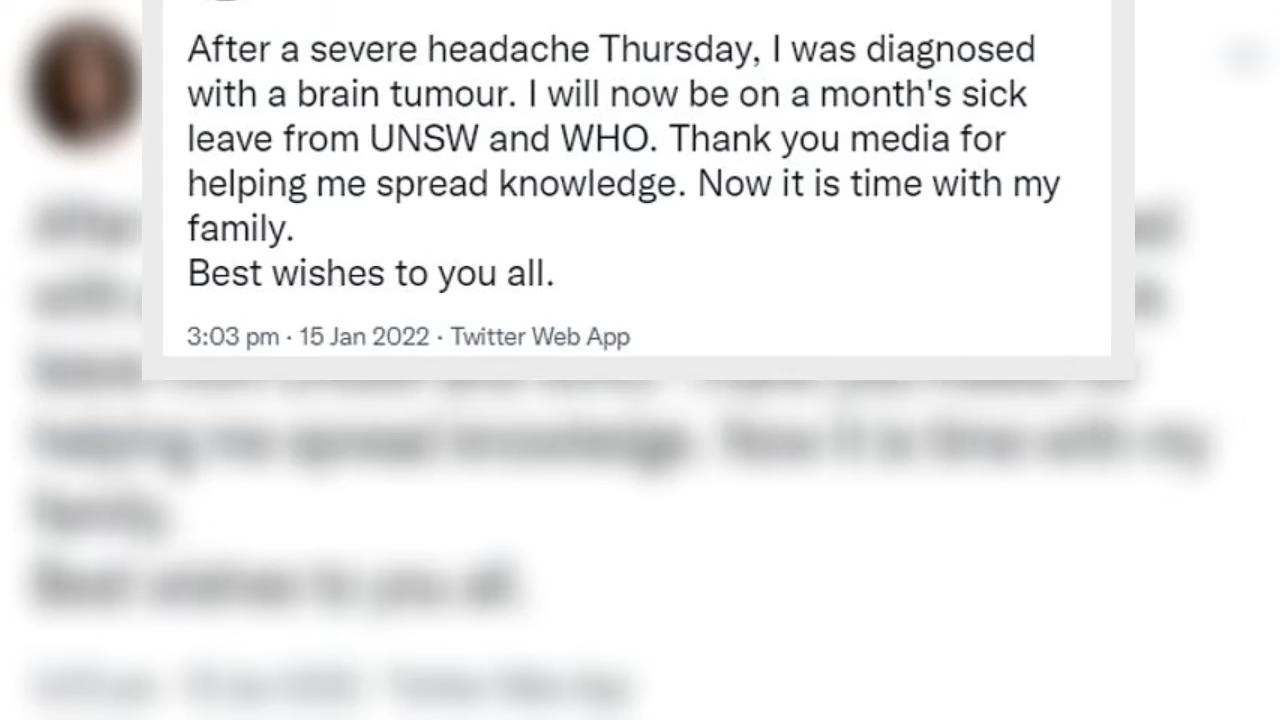 After a severe headache Thursday, I was diagnosed
with a brain tumour. I will now be on a month's sick
leave from UNSW and WHO. Thank you media for
helping me spread knowledge. Now it is time with my
family.
Best wishes to you all.
3:03 pm · 15 Jan 2022 · Twitter Web App